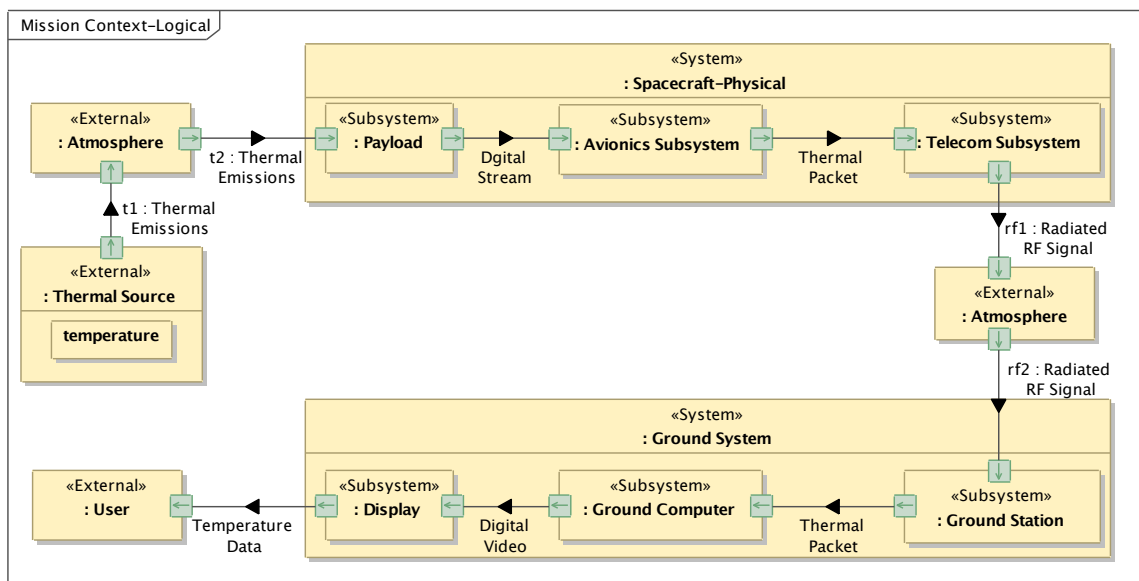 Mission Context-Logical
«System»
: Spacecraft-Physical
«External»
: Atmosphere
t2 : Thermal
Emissions
«Subsystem»
: Payload
Dgital
Stream
«Subsystem»
: Avionics Subsystem
Thermal
Packet
«Subsystem»
: Telecom Subsystem
t1 : Thermal
Emissions
rf1 : Radiated
RF Signal
«External»
: Thermal Source
temperature
«External»
: Atmosphere
rf2 : Radiated
RF Signal
«System»
: Ground System
«External»
: User
Temperature
Data
«Subsystem»
: Display
Digital
Video
«Subsystem»
: Ground Computer
Thermal
Packet
«Subsystem»
: Ground Station